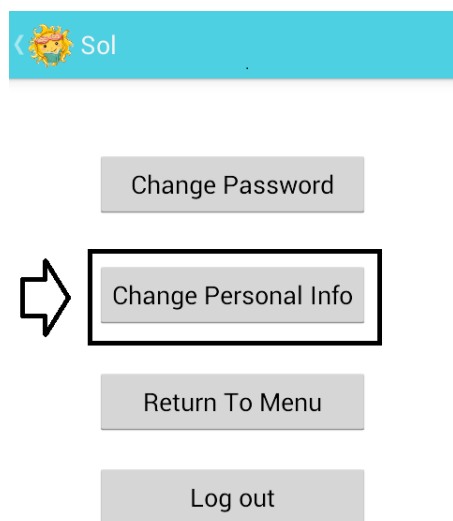 Sol
Change Password
Change Personal Info
Return To Menu
Log out